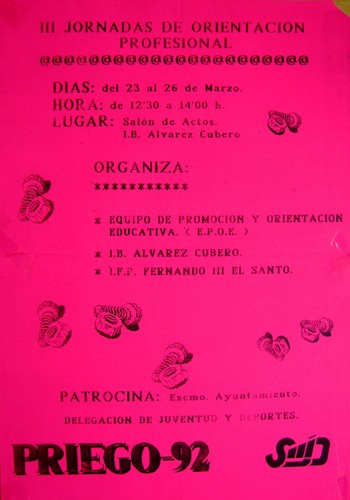 III JORNADAS DE ORIENTACION
PROFESIONAL
@@@@@@@@@@@@@@@@@@@@@@@@
DIAS: del 23 al 26 de Marzo.
HORA: de 12'30 a 14'00 h.
LUGAR: Salón de Actos.
I.B. Alvarez Cubero
ORGANIZA:
***********
* EQUIPO DE PROMOCION Y ORIENTACION
EDUCATIVA. ( E.P.O.E. )
* I.B. ALVAREZ CUBERO.
* I.F.P. FERNANDO III EL SANTO.
PATROCINA: Excmo. Ayuntamiento.
DELEGACION DE JUVENTUD Y DEPORTES.
PRIEGO-92